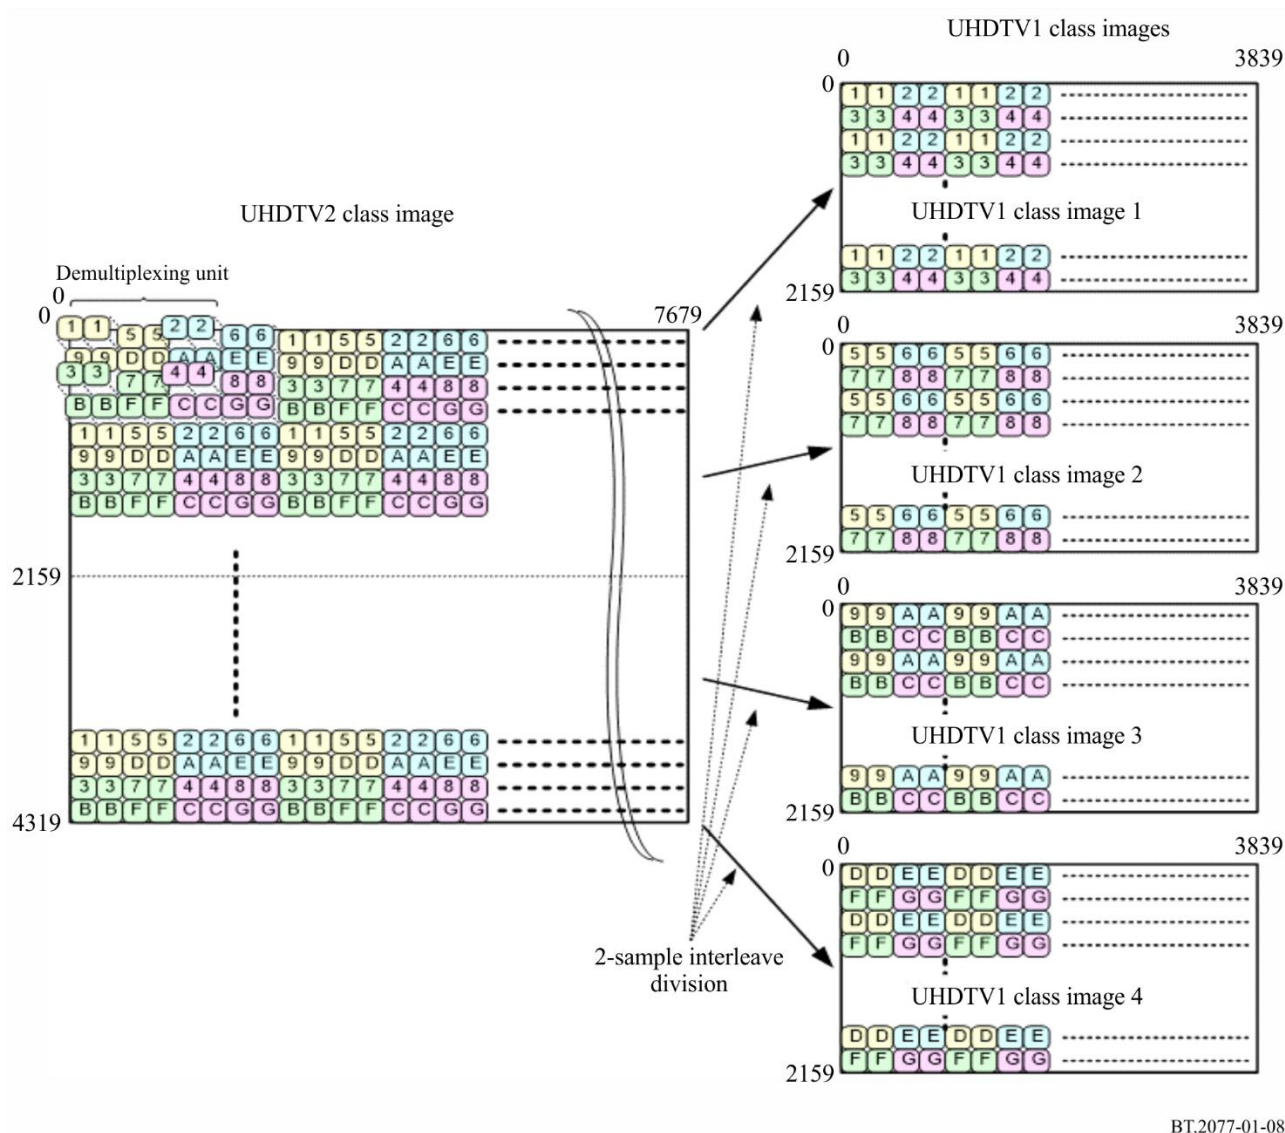 UHDTV1 class images
UHDTV2 class image
Demultiplexing unit
0
0
7679
1 1 5 5 2 2 6 6 1 1 5 5 2 2 6 6
9 9 D D A A E E 9 9 D D A A E E
3 3 7 7 4 4 8 8 3 3 7 7 4 4 8 8
B B F F C C G G B B F F C C G G
1 1 5 5 2 2 6 6 1 1 5 5 2 2 6 6
9 9 D D A A E E 9 9 D D A A E E
3 3 7 7 4 4 8 8 3 3 7 7 4 4 8 8
B B F F C C G G B B F F C C G G
2159
1 1 5 5 2 2 6 6 1 1 5 5 2 2 6 6
9 9 D D A A E E 9 9 D D A A E E
3 3 7 7 4 4 8 8 3 3 7 7 4 4 8 8
B B F F C C G G B B F F C C G G
4319
2-sample interleave
division
0 3839
0
1 1 2 2 1 1 2 2
3 3 4 4 3 3 4 4
1 1 2 2 1 1 2 2
3 3 4 4 3 3 4 4
UHDTV1 class image 1
1 1 2 2 1 1 2 2
3 3 4 4 3 3 4 4
2159
0 3839
0
5 5 6 6 5 5 6 6
7 7 8 8 7 7 8 8
5 5 6 6 5 5 6 6
7 7 8 8 7 7 8 8
UHDTV1 class image 2
5 5 6 6 5 5 6 6
7 7 8 8 7 7 8 8
2159
0 3839
0
9 9 A A 9 9 A A
B B C C B B C C
9 9 A A 9 9 A A
B B C C B B C C
UHDTV1 class image 3
9 9 A A 9 9 A A
B B C C B B C C
2159
0 3839
0
D D E E D D E E
F F G G F F G G
D D E E D D E E
F F G G F F G G
UHDTV1 class image 4
D D E E D D E E
F F G G F F G G
2159
BT.2077-01-08